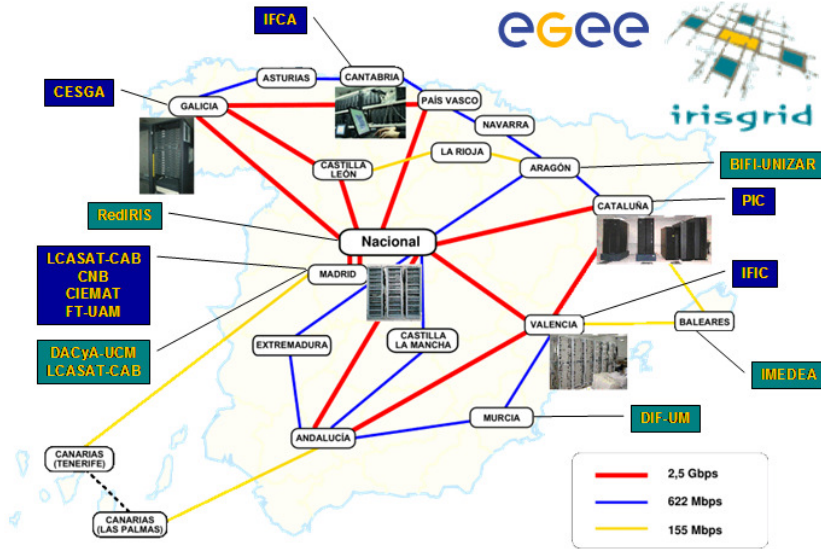 IFCA
egee
irisgrid
ASTURIAS
CANTABRIA
CESGA
GALICIA
PAÍS VASCO
NAVARRA
LA RIOJA
CASTILLA
LEÓN
ARAGÓN
BIFI-UNIZAR
RedIRIS
CATALUÑA
PIC
Nacional
LCASAT-CAB
CNB
CIEMAT
FT-UAM
MADRID
IFIC
VALENCIA
BALEARES
EXTREMADURA
CASTILLA
LA MANCHA
DACyA-UCM
LCASAT-CAB
IMEDEA
MURCIA
DIF-UM
ANDALUCÍA
CANARIAS
(TENERIFE)
CANARIAS
(LAS PALMAS)
2,5 Gbps
622 Mbps
155 Mbps